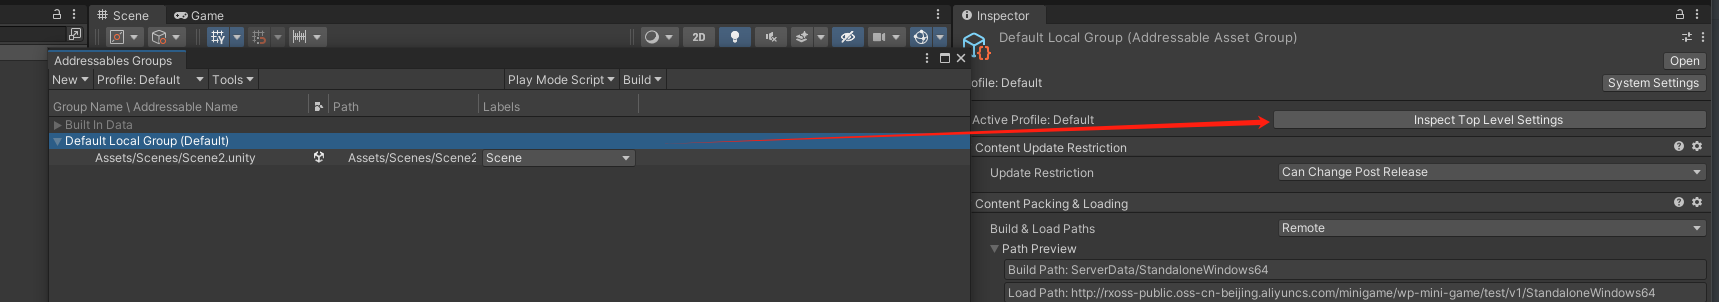 Scene
Game
Inspector
2D
Default Local Group (Addressable Asset Group)
Open
Addressables Groups
New
Profile: Default
Tools
Play Mode Script
Build
ofile: Default
System Settings
Group Name \ Addressable Name
Path
Labels
Built In Data
Active Profile: Default
Inspect Top Level Settings
Default Local Group (Default)
Content Update Restriction
Assets/Scenes/Scene2.unity
Assets/Scenes/Scene2
Scene
Update Restriction
Can Change Post Release
Content Packing & Loading
Build & Load Paths
Remote
Path Preview
Build Path: ServerData/StandaloneWindows64
Load Path: http://rxoss-public.oss-cn-beijing.aliyuncs.com/minigame/wp-mini-game/test/v1/StandaloneWindows64